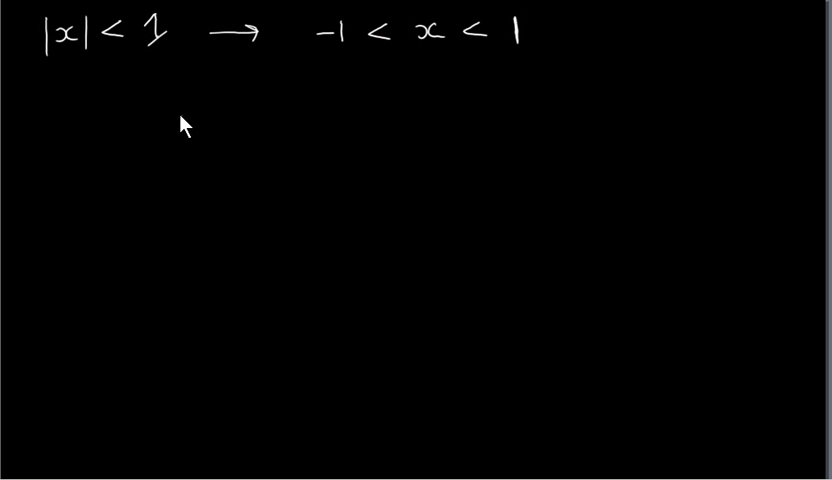 |x| < 1 → -1 < x < 1